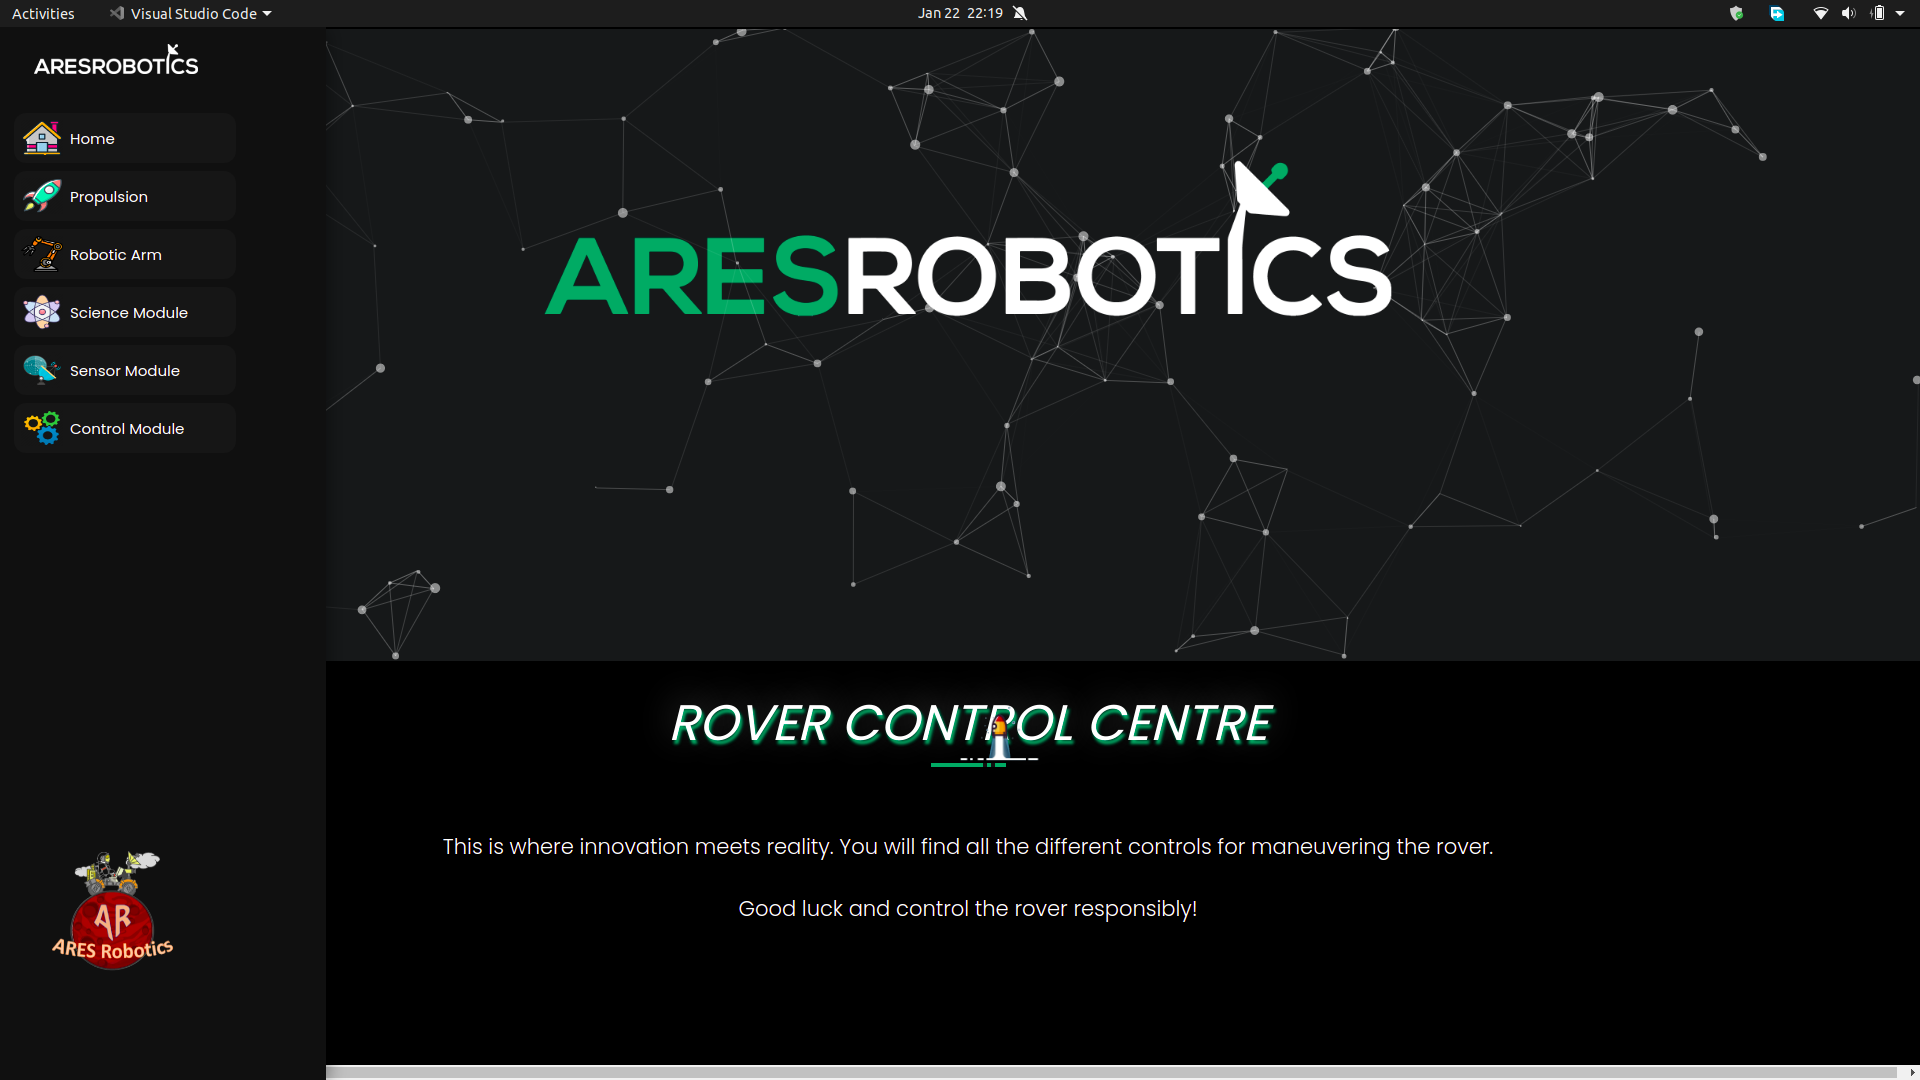 Activities
Visual Studio Code
Jan 22 22:19
ARESROBOTICS
Home
Propulsion
Robotic Arm
Science Module
Sensor Module
Control Module
AR
ARES Robotics
ARESROBOTICS
ROVER CONTROL CENTRE
This is where innovation meets reality. You will find all the different controls for maneuvering the rover.
Good luck and control the rover responsibly!